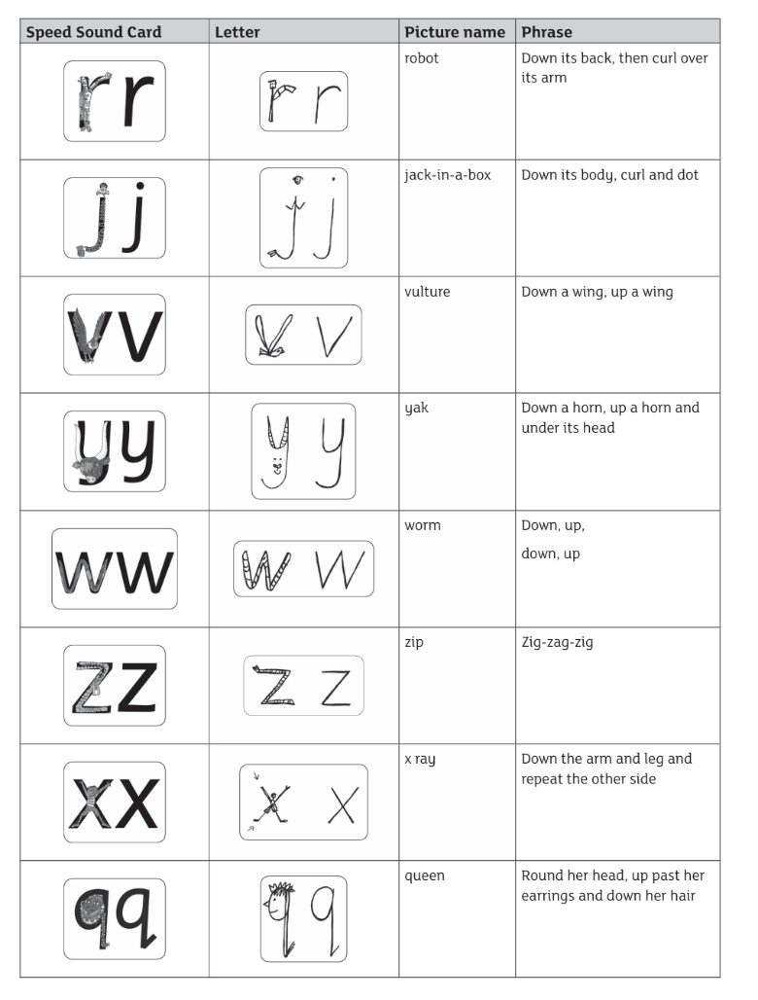 Speed Sound Card Letter Picture name Phrase
r r r r robot Down its back, then curl over
its arm
j j j j jack-in-a-box Down its body, curl and dot
v v v v vulture Down a wing, up a wing
y y y y yak Down a horn, up a horn and
under its head
w w w w worm Down, up,
down, up
z z z z zip Zig-zag-zig
x x x x x ray Down the arm and leg and
repeat the other side
q q q q queen Round her head, up past her
earrings and down her hair